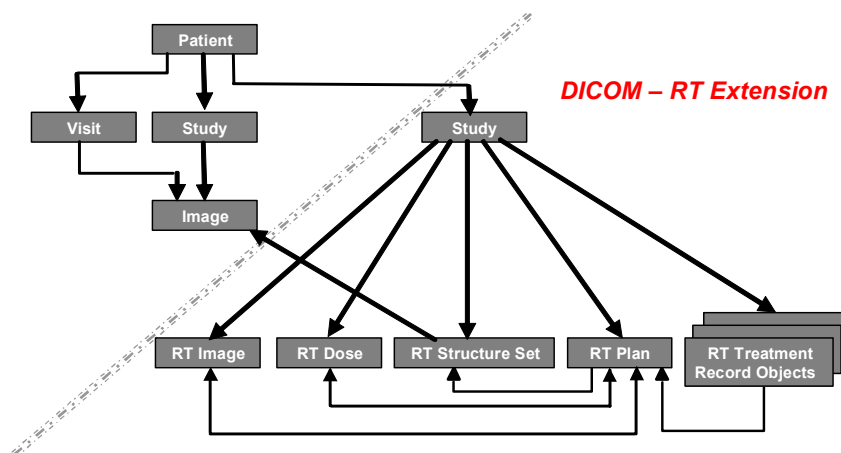 Patient
DICOM – RT Extension
Visit
Study
Study
Image
RT Image
RT Dose
RT Structure Set
RT Plan
RT Treatment
Record Objects